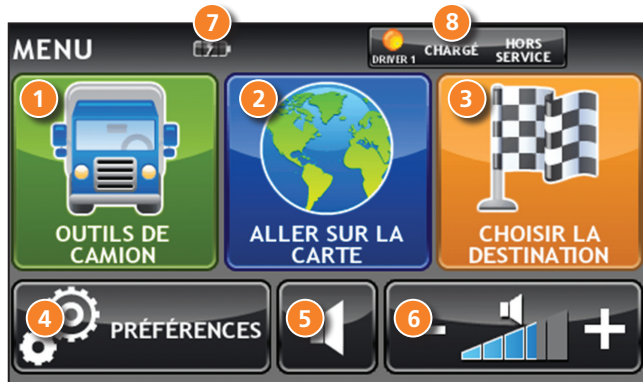 7
8
MENU
DRIVER 1 CHARGÉ HORS
SERVICE
1
2
3
OUTILS DE
CAMION
ALLER SUR LA
CARTE
CHOISIR LA
DESTINATION
4
PRÉFÉRENCES
5
6
- +